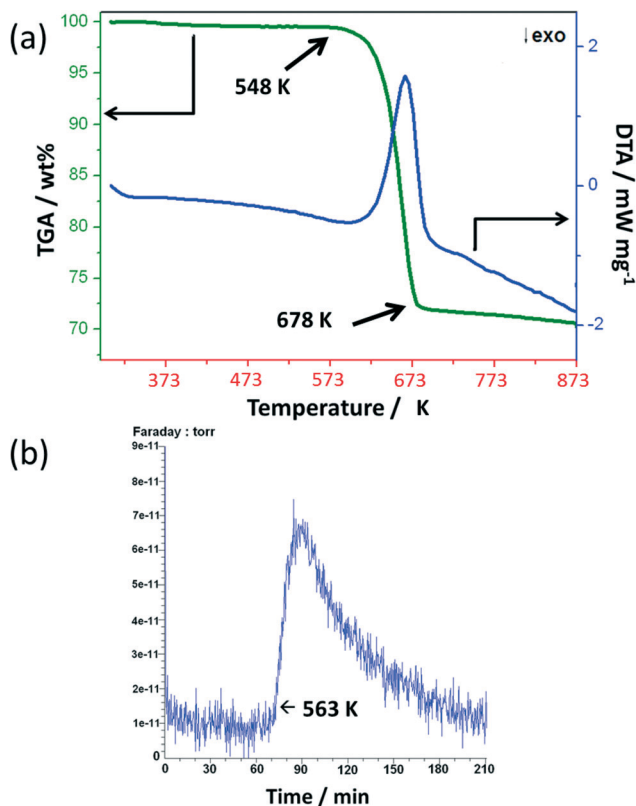 (a)
↓exo
100
95
90
85
80
75
70
TGA / wt%
548 K
678 K
2
0
-2
DTA / mW mg-1
373
473
573
673
773
873
Temperature / K
(b)
Faraday : torr
9e-11
8e-11
7e-11
6e-11
5e-11
4e-11
3e-11
2e-11
1e-11
0
←563 K
0
30
60
90
120
150
180
210
Time / min